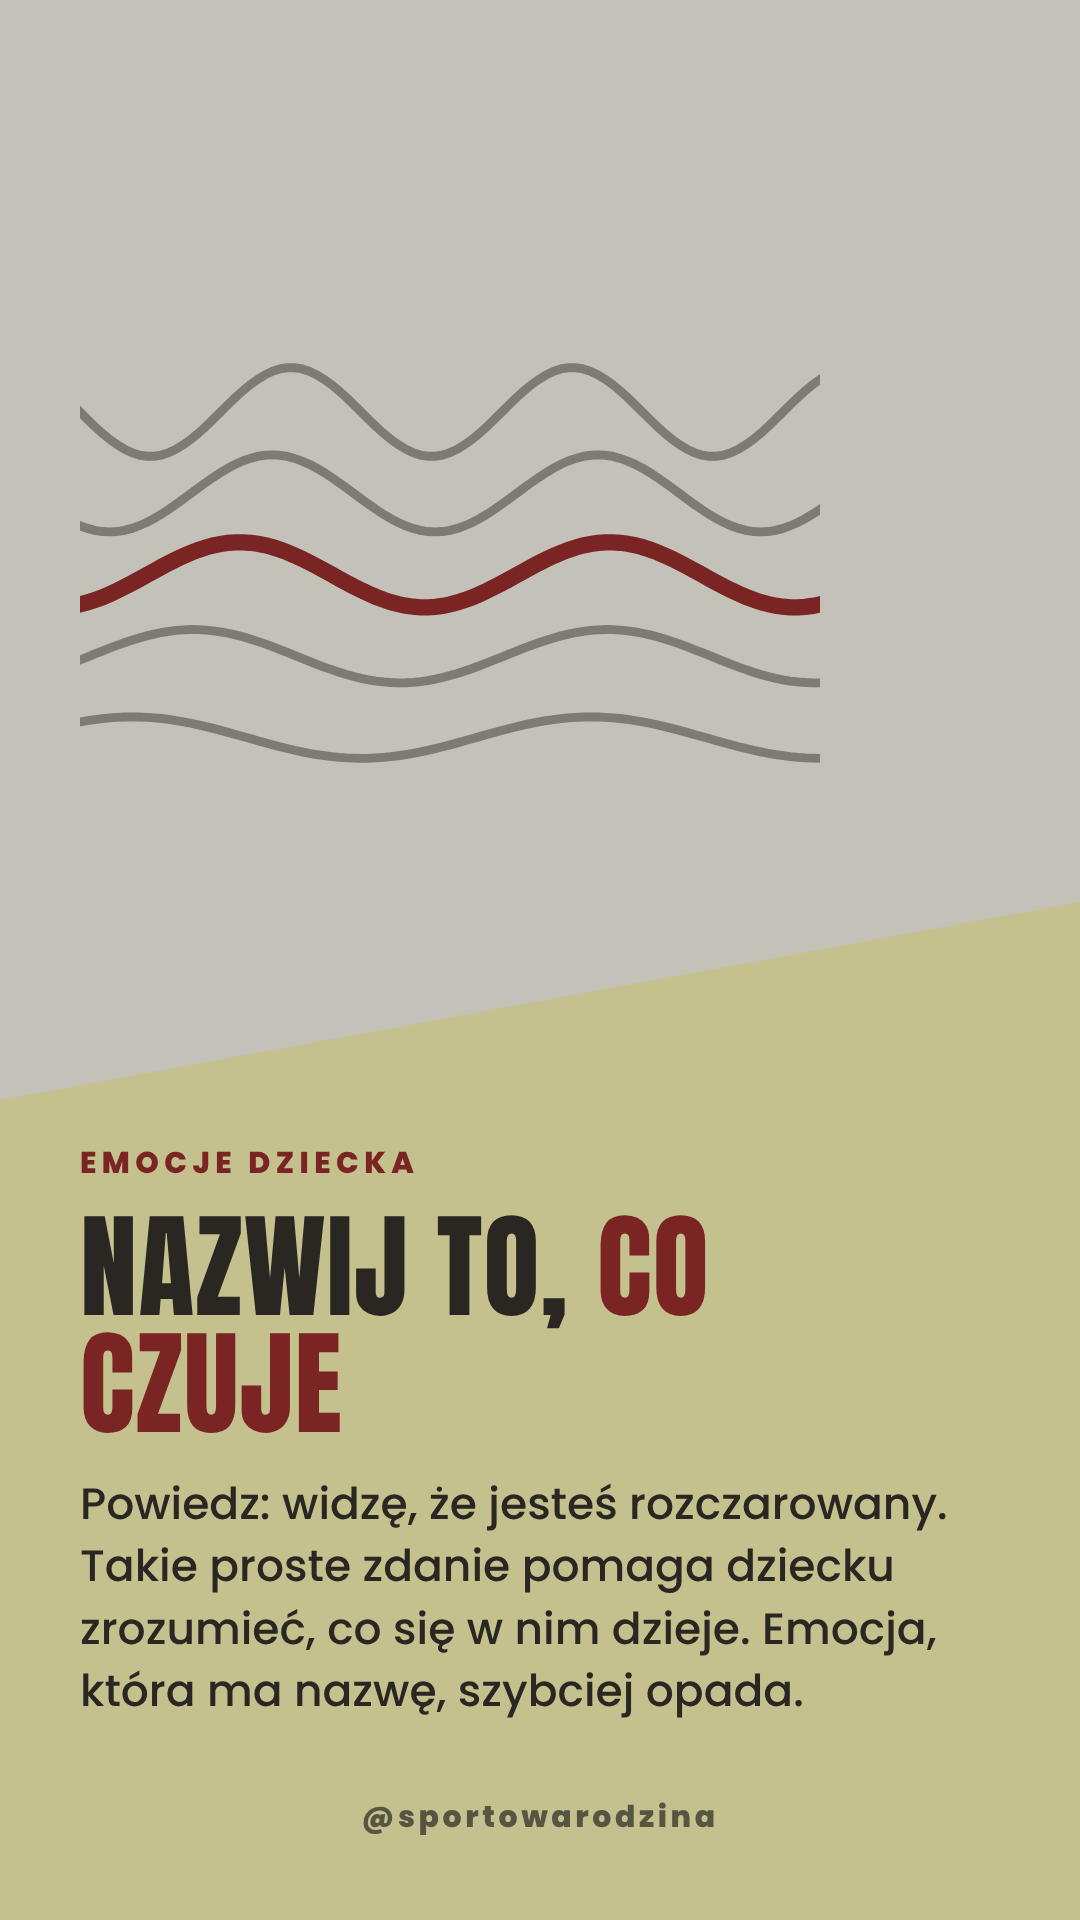 EMOCJE DZIECKA
NAZWIJ TO, CO
CZUJE
Powiedz: widzę, że jesteś rozczarowany.
Takie proste zdanie pomaga dziecku
zrozumieć, co się w nim dzieje. Emocja,
która ma nazwę, szybciej opada.
@sportowarodzina